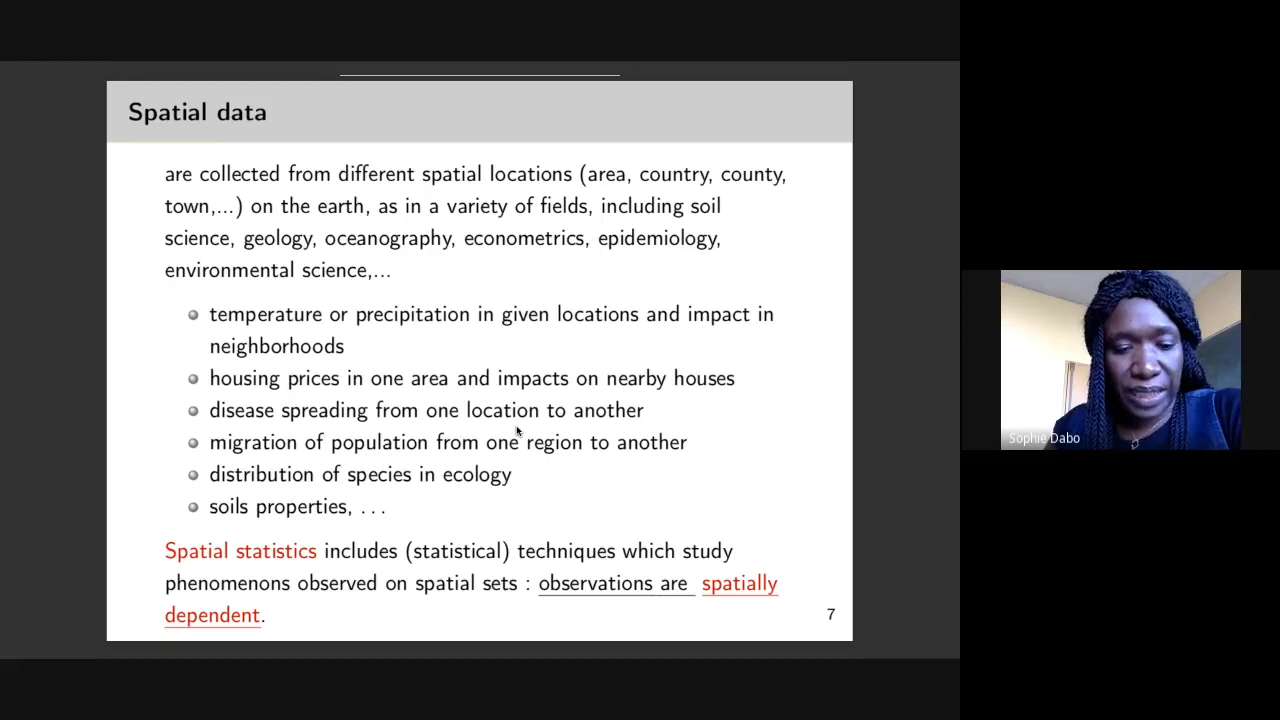 Spatial data
are collected from different spatial locations (area, country, county,
town,...) on the earth, as in a variety of fields, including soil
science, geology, oceanography, econometrics, epidemiology,
environmental science,...
temperature or precipitation in given locations and impact in
neighborhoods
housing prices in one area and impacts on nearby houses
disease spreading from one location to another
migration of population from one region to another
distribution of species in ecology
soils properties, ...
Spatial statistics includes (statistical) techniques which study
phenomenons observed on spatial sets : observations are spatially
dependent.
7
Sophie Dabo